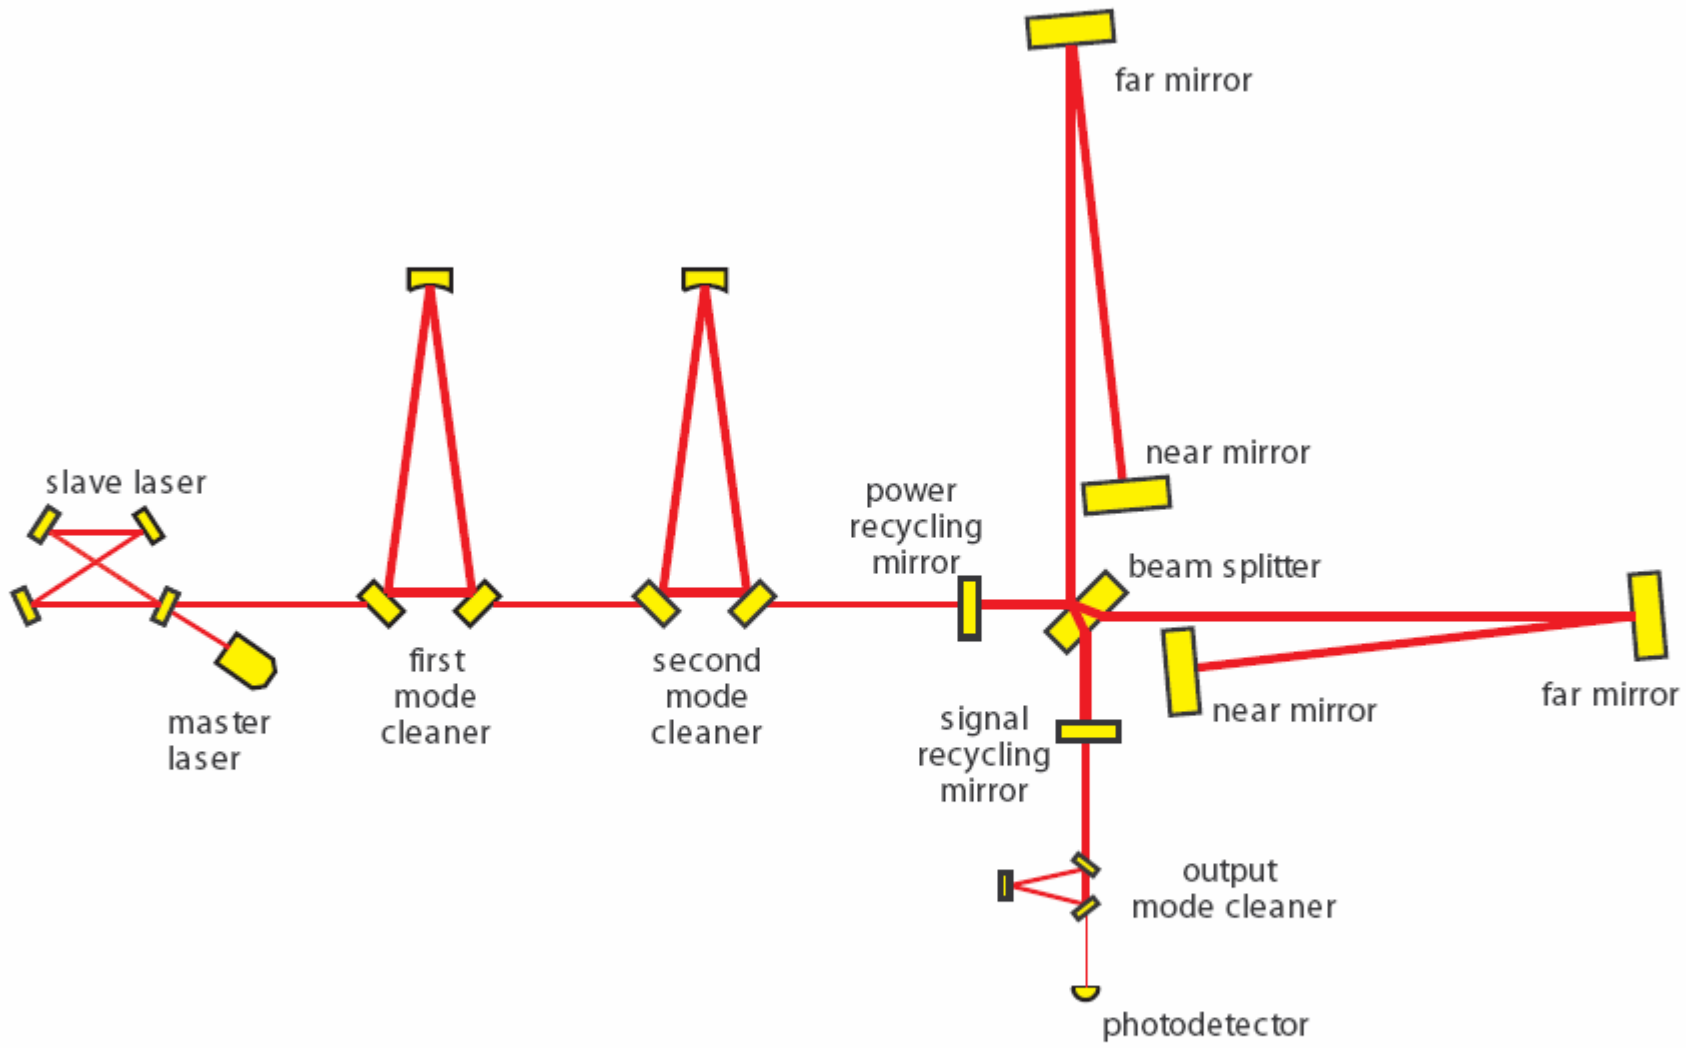 far mirror
near mirror
slave laser
power
recycling
mirror
beam splitter
first
mode
cleaner
second
mode
cleaner
master
laser
signal
recycling
mirror
near mirror
far mirror
output
mode cleaner
photodetector